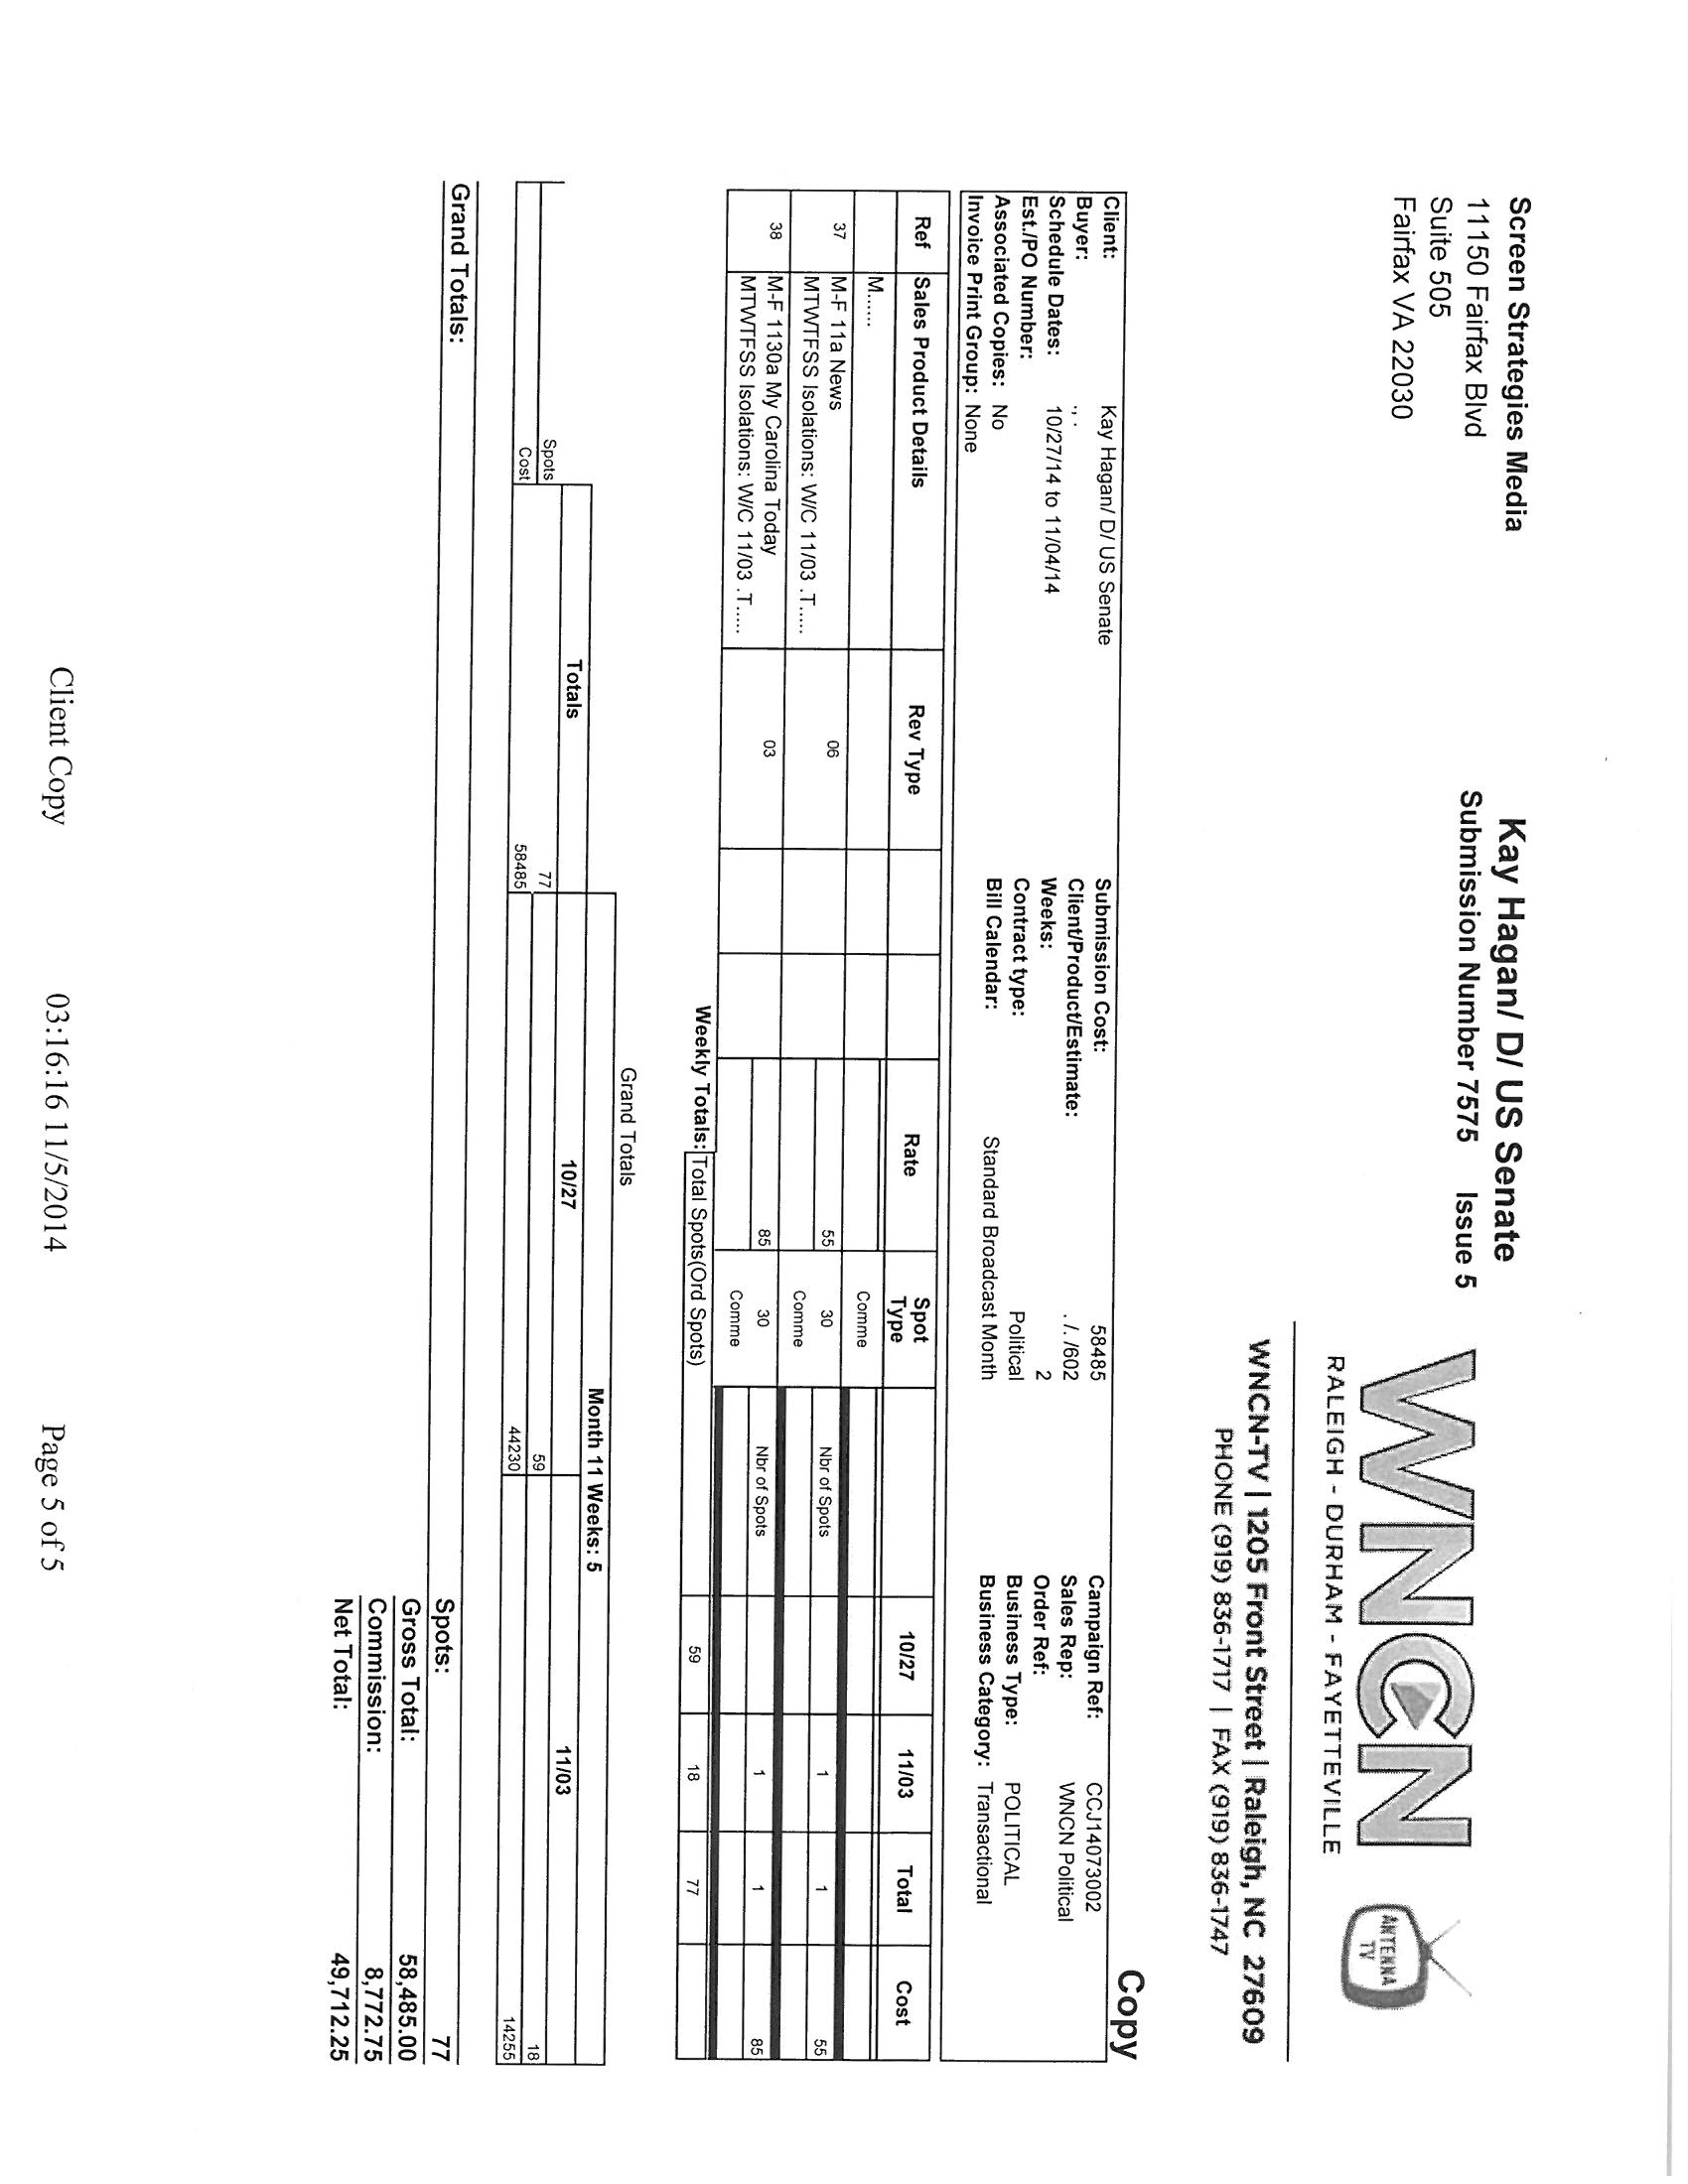 Screen Strategies Media
11150 Fairfax Blvd
Suite 505
Fairfax VA 22030
Kay Hagan/ D/ US Senate
Submission Number 7575 Issue 5
WNCN
RALEIGH - DURHAM - FAYETTEVILLE
ANTENNA
TV
WNCN-TV | 1205 Front Street | Raleigh, NC 27609
PHONE (919) 836-1717 | FAX (919) 836-1747
Copy
Client: Kay Hagan/ D/ US Senate Submission Cost: 58485 Campaign Ref: CCJ14073002
Buyer: ., . Client/Product/Estimate: . /. /602 Sales Rep: WNCN Political
Schedule Dates: 10/27/14 to 11/04/14 Weeks: 2 Order Ref:
Est./PO Number: Contract type: Political Business Type: POLITICAL
Associated Copies: No Bill Calendar: Standard Broadcast Month Business Category: Transactional
Invoice Print Group: None
Ref Sales Product Details Rev Type Rate Spot Type 10/27 11/03 Total Cost
M...... Comme
37 M-F 11a News 06 55 30 Nbr of Spots 1 1 55
MTWTFSS Isolations: W/C 11/03 .T..... Comme
38 M-F 1130a My Carolina Today 03 85 30 Nbr of Spots 1 1 85
MTWTFSS Isolations: W/C 11/03 .T..... Comme
Weekly Totals: Total Spots(Ord Spots) 59 18 77
Grand Totals
Month 11 Weeks: 5
Totals 10/27 11/03
Spots 77 59 18
Cost 58485 44230 14255
Grand Totals: Spots: 77
Gross Total: 58,485.00
Commission: 8,772.75
Net Total: 49,712.25
Client Copy 03:16:16 11/5/2014 Page 5 of 5